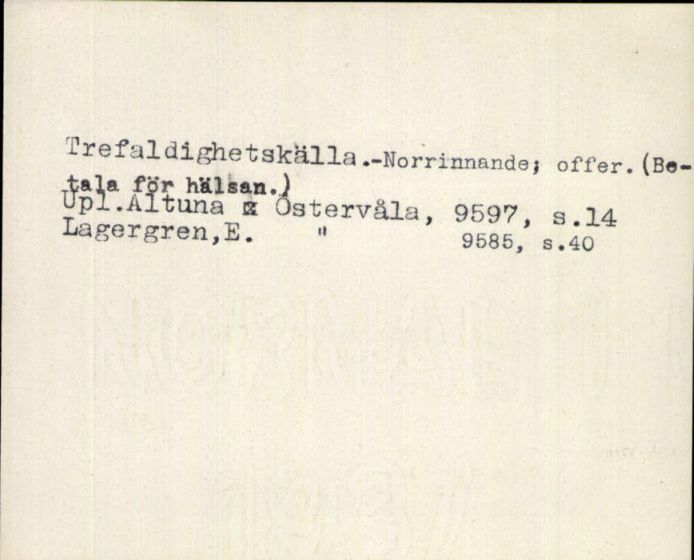 Trefaldighetskälla.-Norrinnande; offer. (Be-
tala för hälsan.)
Upl.Altuna Östervåla, 9597, s.14
Lagergren,E. " 9585, s.40